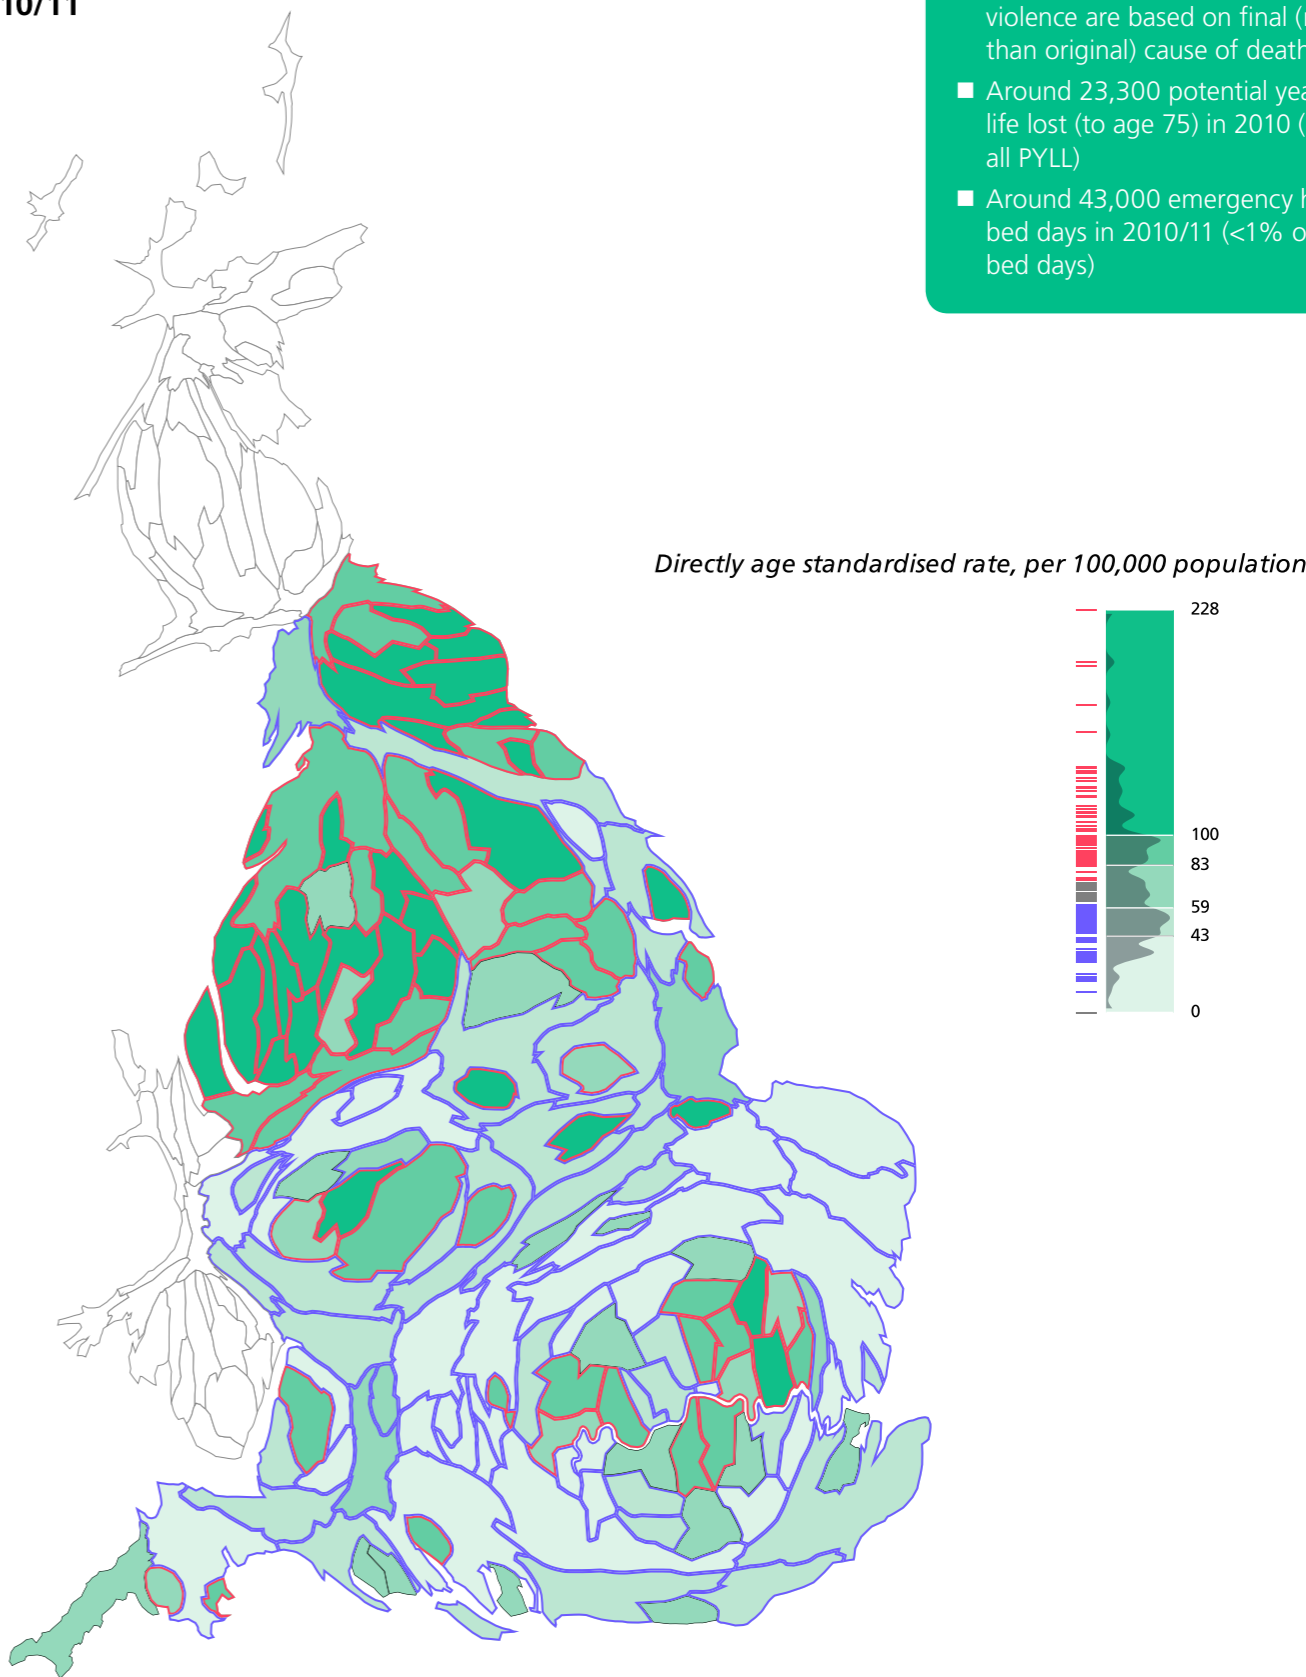 10/11
violence are based on final (
than original) cause of death
■ Around 23,300 potential yea
life lost (to age 75) in 2010 (
all PYLL)
■ Around 43,000 emergency h
bed days in 2010/11 (<1% o
bed days)
Directly age standardised rate, per 100,000 population
228
100
83
59
43
0